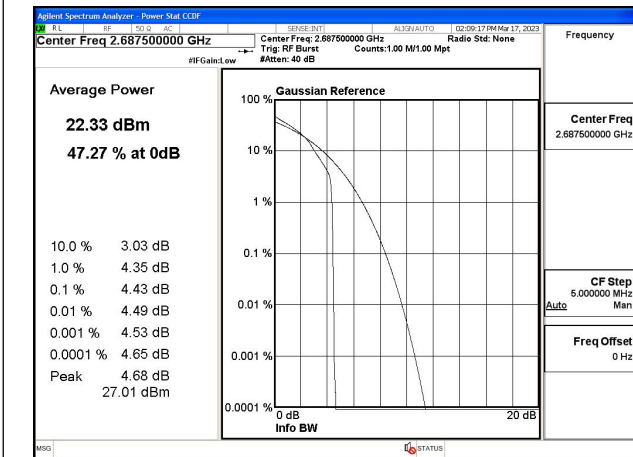 Agilent Spectrum Analyzer - Power Stat CCDF
RL RF 50 Ω AC SENSE:INT ALIGNAUTO 02:09:17 PM Mar 17, 2023
Center Freq 2.687500000 GHz
Center Freq: 2.687500000 GHz Radio Std: None
Trig: RF Burst Counts:1.00 M/1.00 Mpt
#IFGain:Low #Atten: 40 dB
Frequency
Average Power
22.33 dBm
47.27 % at 0dB
10.0 % 3.03 dB
1.0 % 4.35 dB
0.1 % 4.43 dB
0.01 % 4.49 dB
0.001 % 4.53 dB
0.0001 % 4.65 dB
Peak 4.68 dB
27.01 dBm
Gaussian Reference
100 %
10 %
1 %
0.1 %
0.01 %
0.001 %
0.0001 %
0 dB 20 dB
Info BW
Center Freq
2.687500000 GHz
CF Step
5.000000 MHz
Auto Man
Freq Offset
0 Hz
MSG STATUS